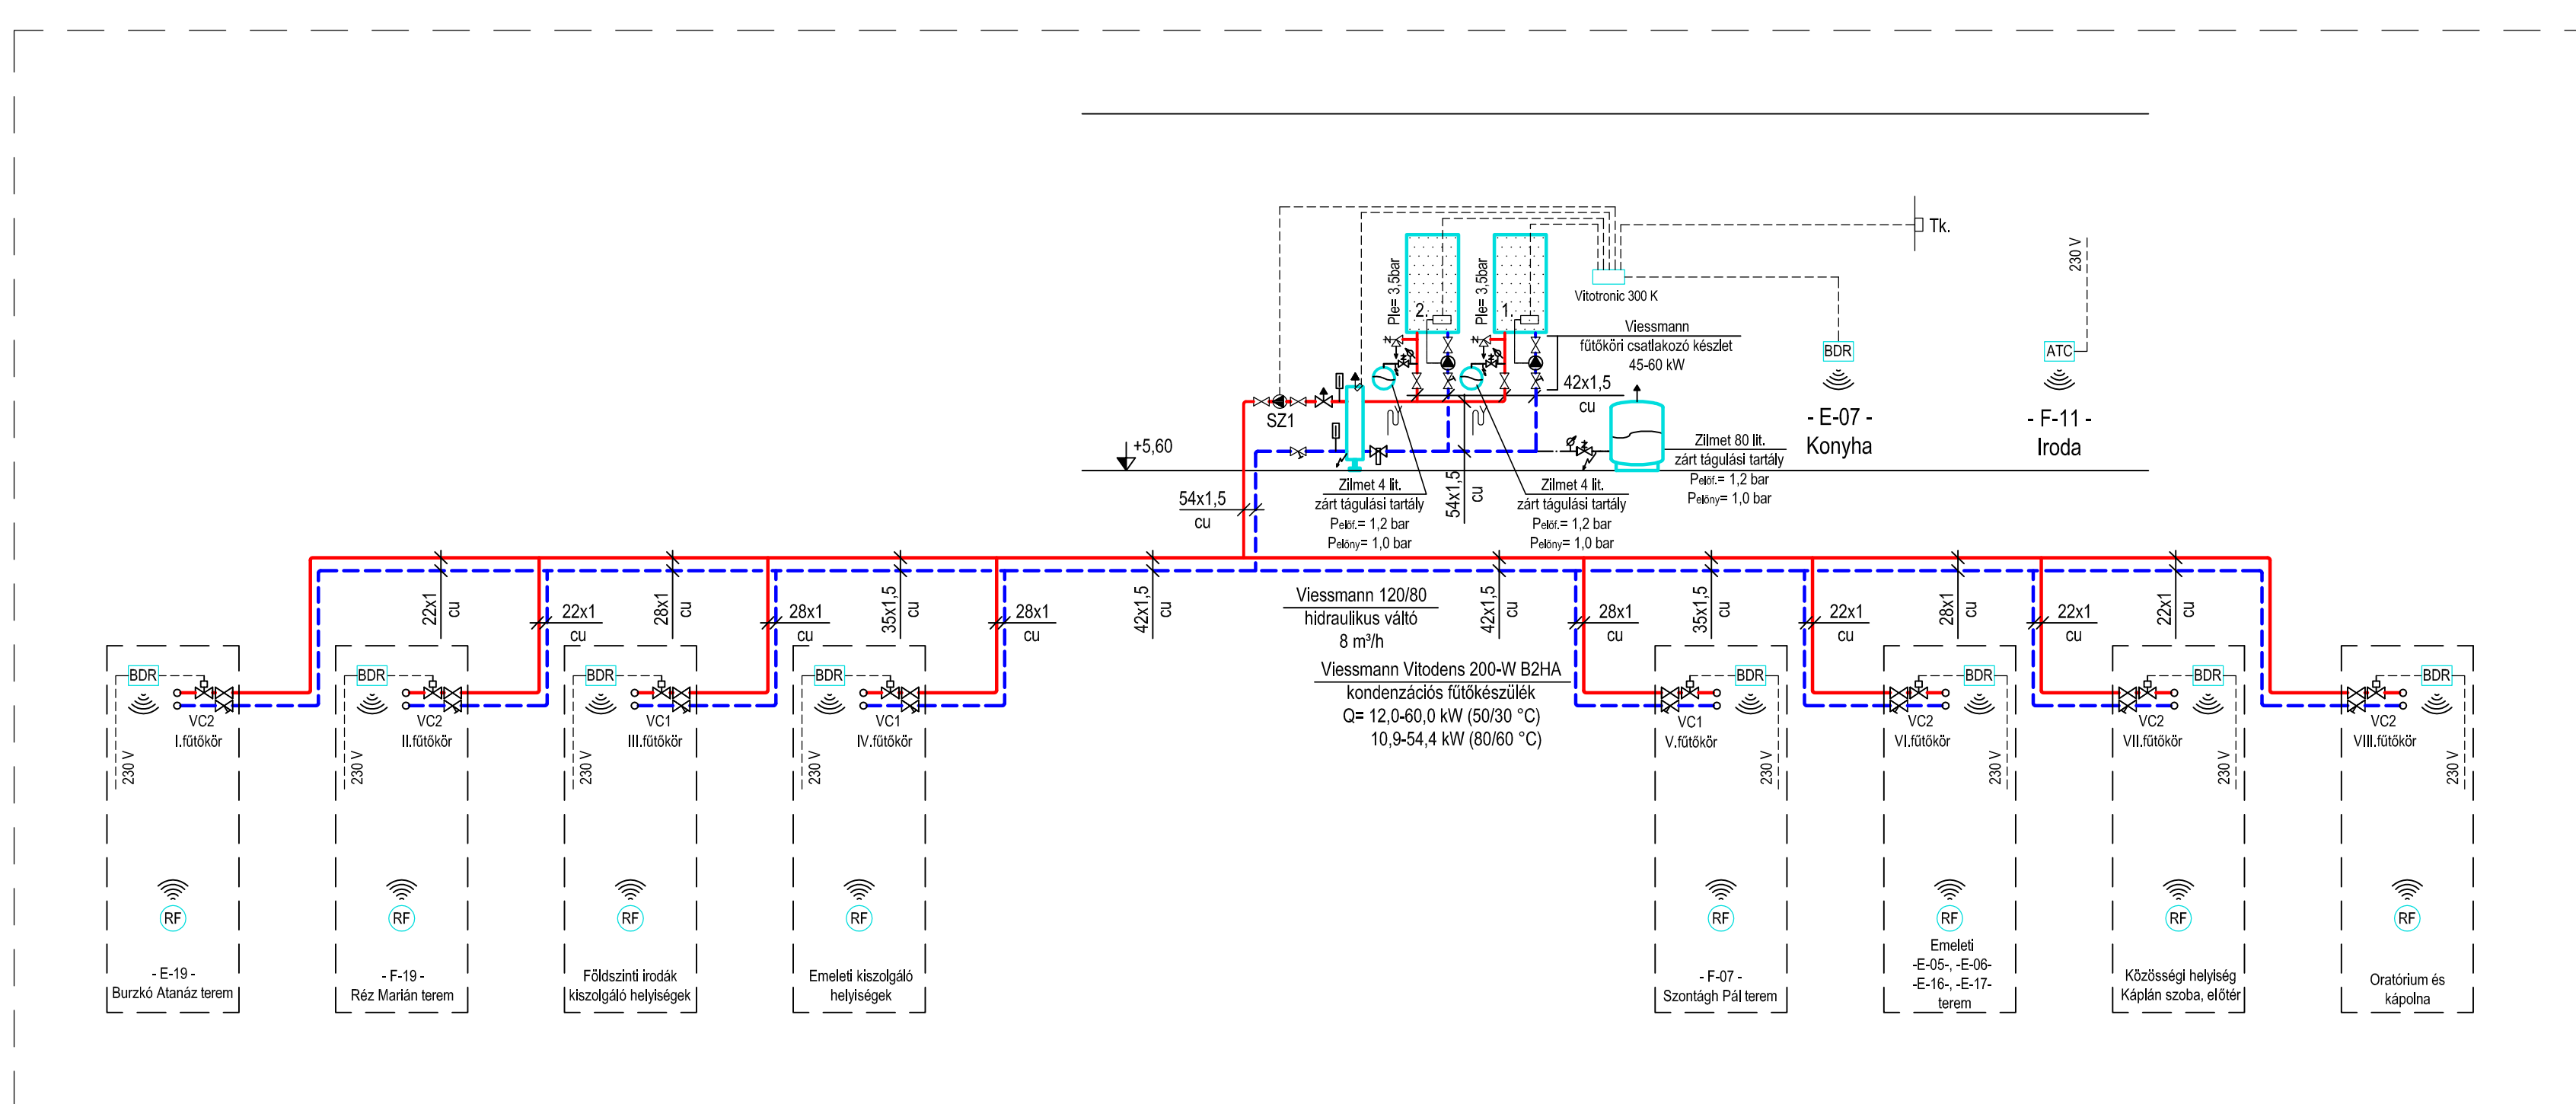 Tk.
230 V
Ple= 3,5bar
2.
Ple= 3,5bar
1.
Vitotronic 300 K
Viessmann
fűtőköri csatlakozó készlet
45-60 kW
42x1,5
cu
BDR
- E-07 -
Konyha
ATC
- F-11 -
Iroda
SZ1
+5,60
Zilmet 80 lit.
zárt tágulási tartály
Pelőf.= 1,2 bar
Pelőny= 1,0 bar
54x1,5
cu
Zilmet 4 lit.
zárt tágulási tartály
Pelőf.= 1,2 bar
Pelőny= 1,0 bar
54x1,5
cu
Zilmet 4 lit.
zárt tágulási tartály
Pelőf.= 1,2 bar
Pelőny= 1,0 bar
22x1
cu
22x1
cu
28x1
cu
28x1
cu
35x1,5
cu
28x1
cu
42x1,5
cu
Viessmann 120/80
hidraulikus váltó
8 m³/h
42x1,5
cu
28x1
cu
35x1,5
cu
22x1
cu
28x1
cu
22x1
cu
22x1
cu
Viessmann Vitodens 200-W B2HA
kondenzációs fűtőkészülék
Q= 12,0-60,0 kW (50/30 °C)
10,9-54,4 kW (80/60 °C)
BDR
VC2
I.fűtőkör
230 V
RF
- E-19 -
Burzkó Atanáz terem
BDR
VC2
II.fűtőkör
230 V
RF
- F-19 -
Réz Marián terem
BDR
VC1
III.fűtőkör
230 V
RF
Földszinti irodák
kiszolgáló helyiségek
BDR
VC1
IV.fűtőkör
230 V
RF
Emeleti kiszolgáló
helyiségek
BDR
VC1
V.fűtőkör
230 V
RF
- F-07 -
Szontágh Pál terem
BDR
VC2
VI.fűtőkör
230 V
RF
Emeleti
-E-05-, -E-06-
-E-16-, -E-17-
terem
BDR
VC2
VII.fűtőkör
230 V
RF
Közösségi helyiség
Káplán szoba, előtér
BDR
VC2
VIII.fűtőkör
230 V
RF
Oratórium és
kápolna